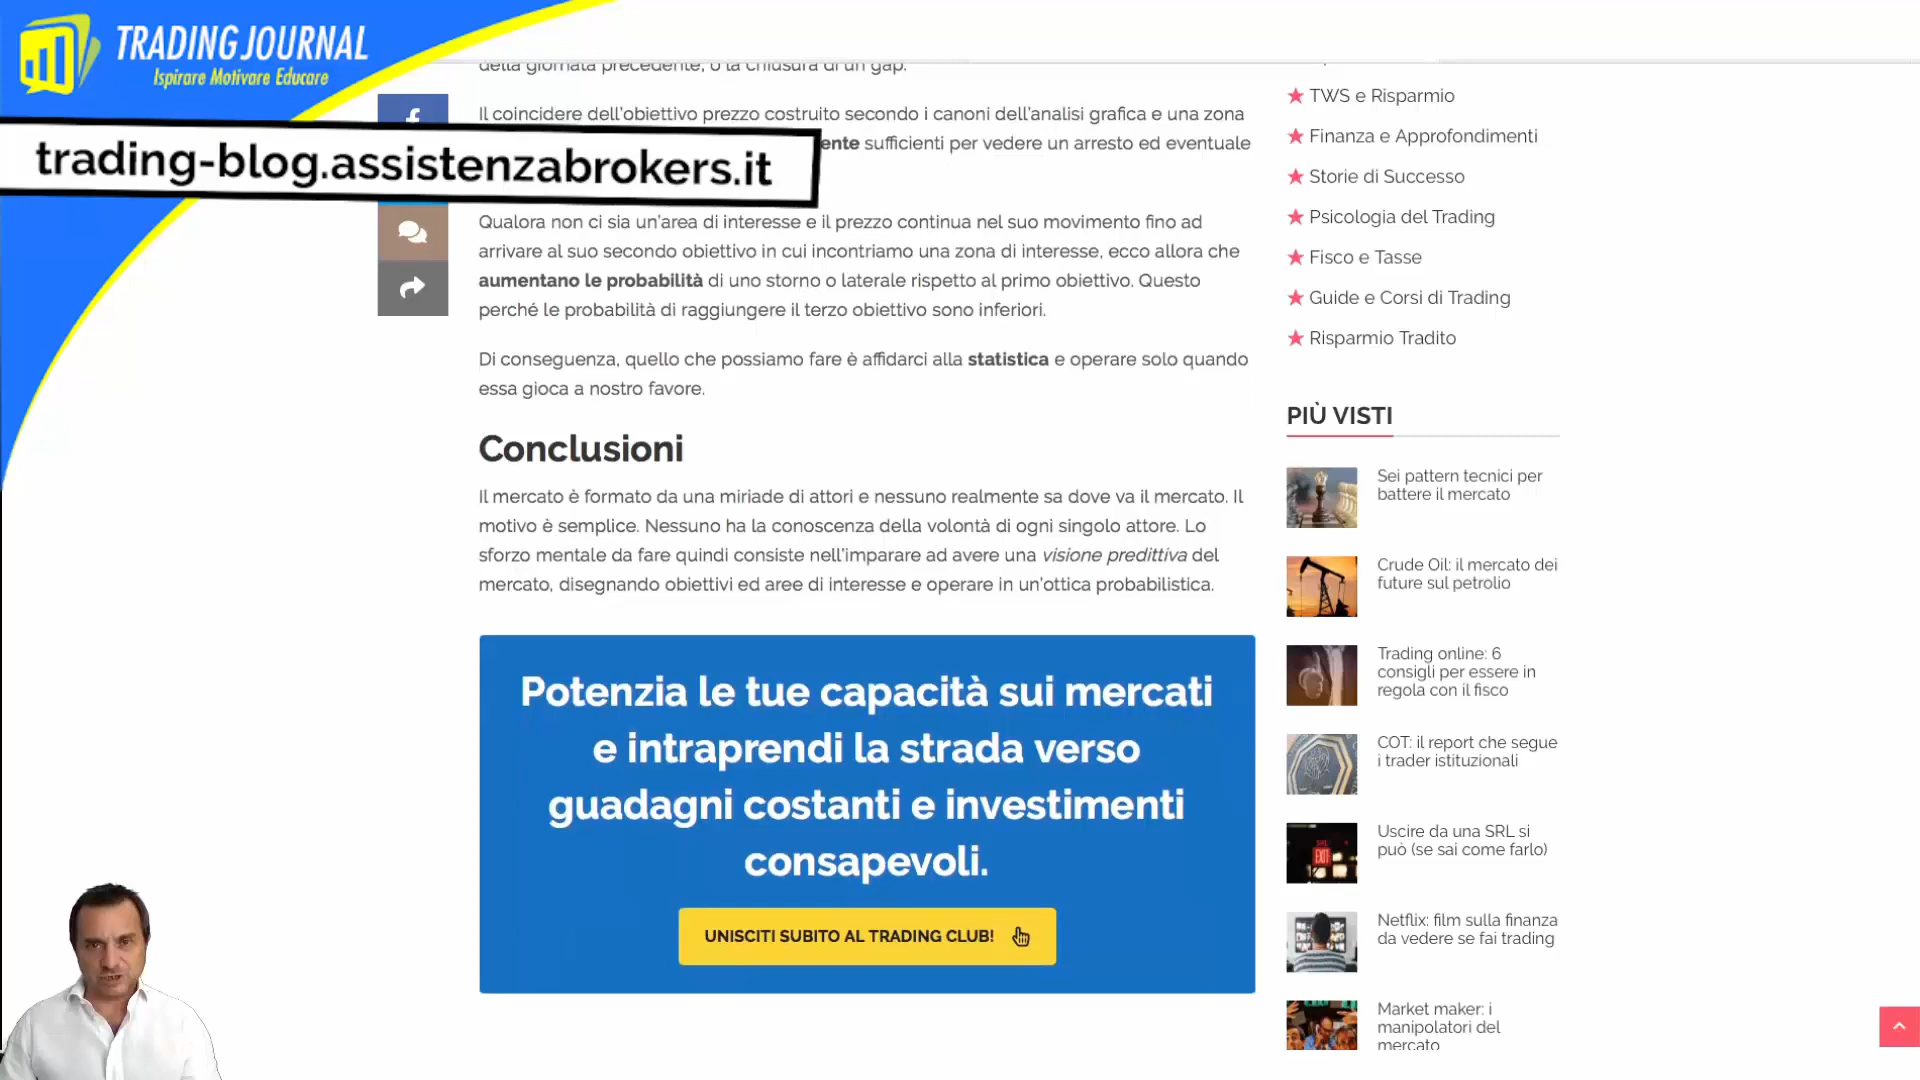 TRADING JOURNAL
Ispirare Motivare Educare
trading-blog.assistenzabrokers.it
della giornata precedente, o la chiusura di un gap.
Il coincidere dell'obiettivo prezzo costruito secondo i canoni dell'analisi grafica e una zona
sufficienti per vedere un arresto ed eventuale
Qualora non ci sia un'area di interesse e il prezzo continua nel suo movimento fino ad
arrivare al suo secondo obiettivo in cui incontriamo una zona di interesse, ecco allora che
aumentano le probabilità di uno storno o laterale rispetto al primo obiettivo. Questo
perché le probabilità di raggiungere il terzo obiettivo sono inferiori.
Di conseguenza, quello che possiamo fare è affidarci alla statistica e operare solo quando
essa gioca a nostro favore.
Conclusioni
Il mercato è formato da una miriade di attori e nessuno realmente sa dove va il mercato. Il
motivo è semplice. Nessuno ha la conoscenza della volontà di ogni singolo attore. Lo
sforzo mentale da fare quindi consiste nell'imparare ad avere una visione predittiva del
mercato, disegnando obiettivi ed aree di interesse e operare in un'ottica probabilistica.
Potenzia le tue capacità sui mercati
e intraprendi la strada verso
guadagni costanti e investimenti
consapevoli.
UNISCITI SUBITO AL TRADING CLUB!
TWS e Risparmio
Finanza e Approfondimenti
Storie di Successo
Psicologia del Trading
Fisco e Tasse
Guide e Corsi di Trading
Risparmio Tradito
PIÙ VISTI
Sei pattern tecnici per
battere il mercato
Crude Oil: il mercato dei
future sul petrolio
Trading online: 6
consigli per essere in
regola con il fisco
COT: il report che segue
i trader istituzionali
Uscire da una SRL si
può (se sai come farlo)
EXIT
Netflix: film sulla finanza
da vedere se fai trading
Market maker: i
manipolatori del
mercato